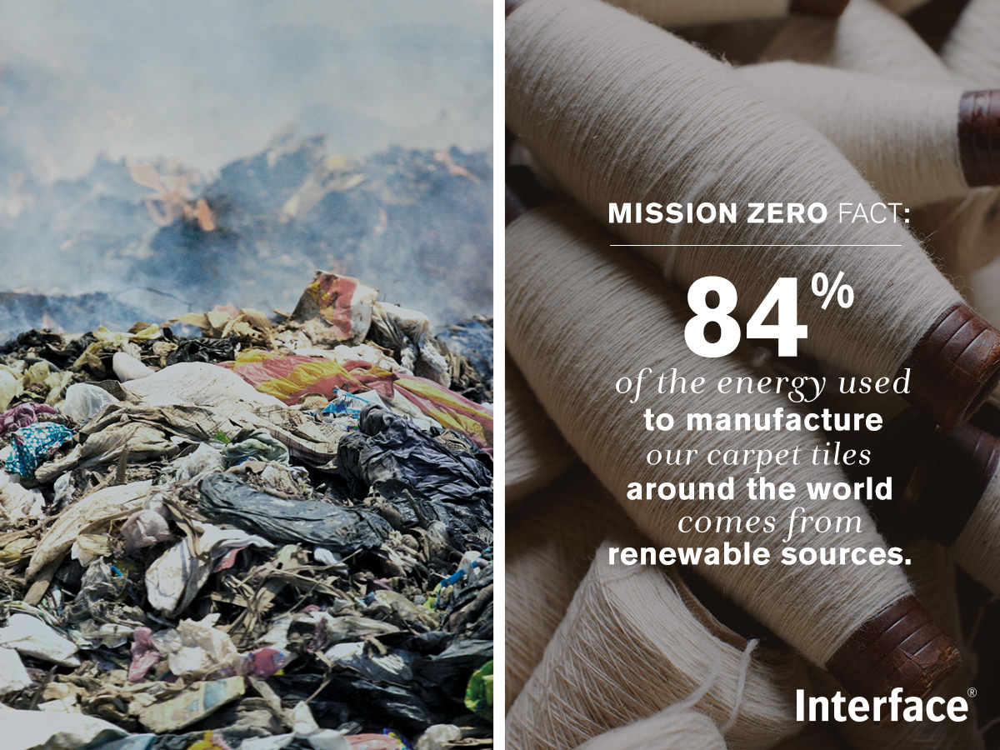 MISSION ZERO FACT:
84%
of the energy used
to manufacture
our carpet tiles
around the world
comes from
renewable sources.
Interface®